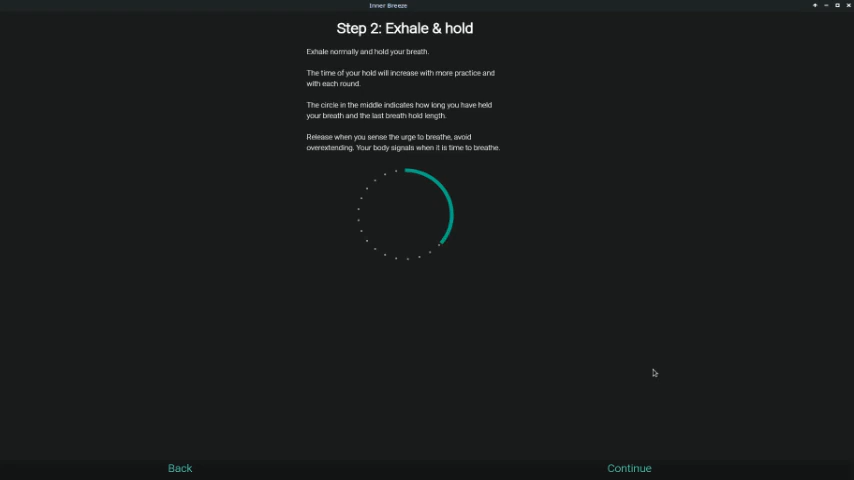 Inner Breeze
Step 2: Exhale & hold
Exhale normally and hold your breath.
The time of your hold will increase with more practice and
with each round.
The circle in the middle indicates how long you have held
your breath and the last breath hold length.
Release when you sense the urge to breathe, avoid
overextending. Your body signals when it is time to breathe.
Back
Continue